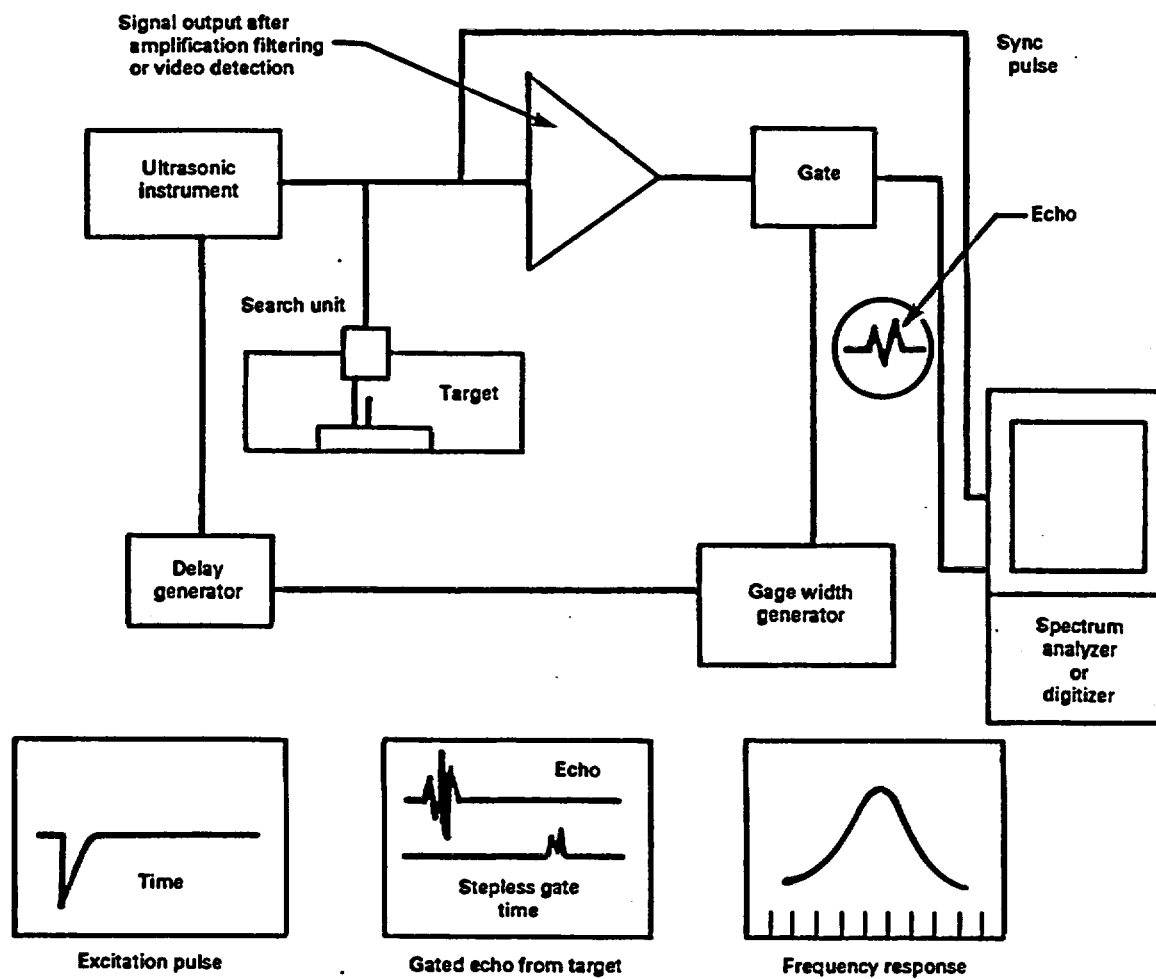 Signal output after
amplification filtering
or video detection
Sync
pulse
Ultrasonic
instrument
Gate
Echo
Search unit
Target
Delay
generator
Gage width
generator
Spectrum
analyzer
or
digitizer
Time
Echo
Stepless gate
time
Excitation pulse
Gated echo from target
Frequency response